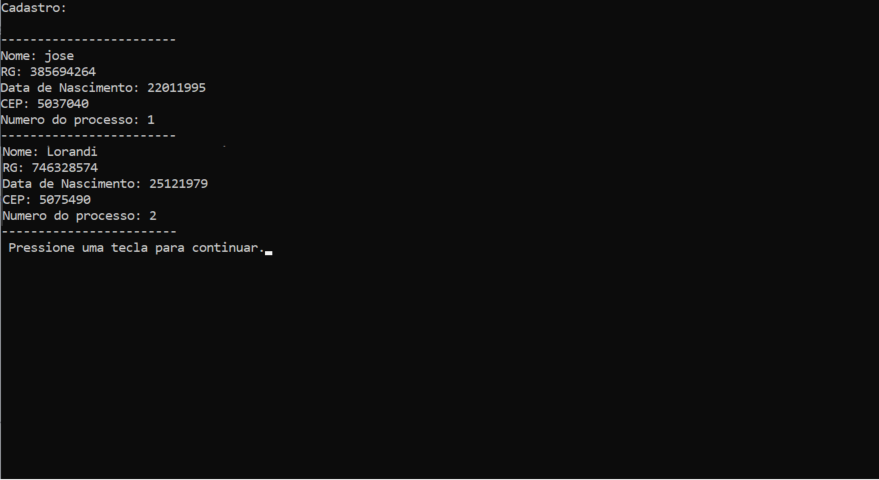 Cadastro:
------------------------
Nome: jose
RG: 385694264
Data de Nascimento: 22011995
CEP: 5037040
Numero do processo: 1
------------------------
Nome: Lorandi
RG: 746328574
Data de Nascimento: 25121979
CEP: 5075490
Numero do processo: 2
------------------------
Pressione uma tecla para continuar.